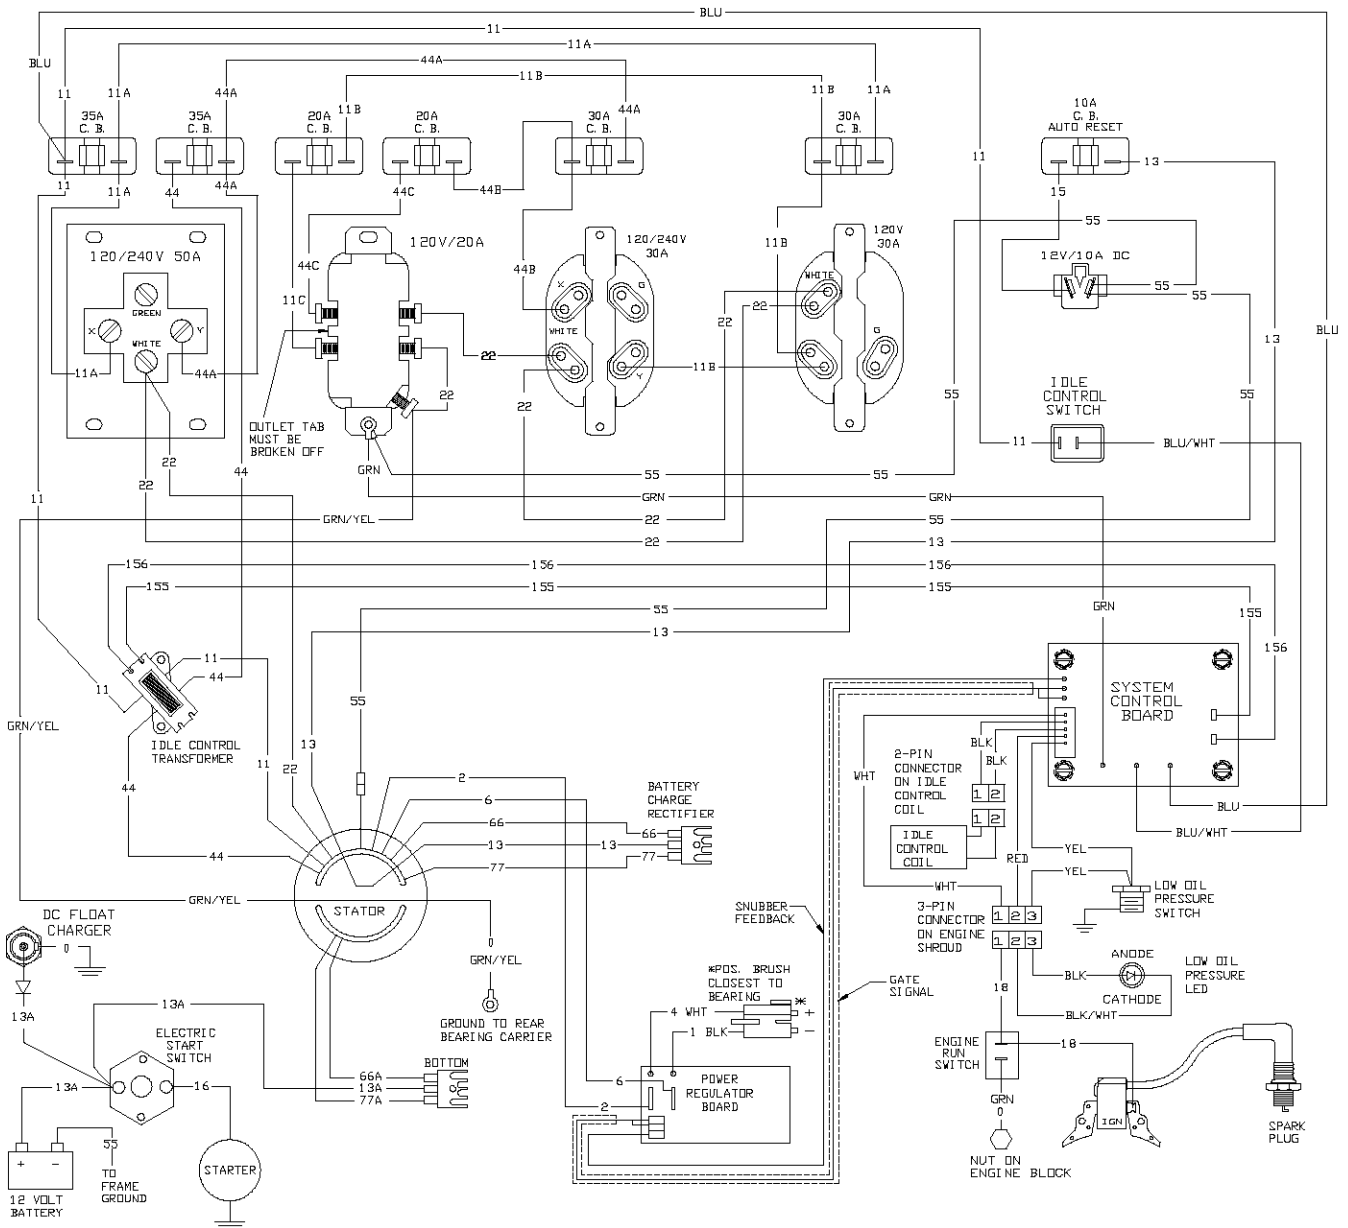 BLU
11
11A
44A
11B
BLU
11
11A
44A
11B
44A
11B
11A
35A
C. B.
35A
C. B.
20A
C. B.
20A
C. B.
30A
C. B.
30A
C. B.
10A
C. B.
AUTO RESET
11
13
11
11A
44
44A
44C
44B
15
55
120/240V 50A
GREEN
X
Y
WHITE
11A
44A
44C
11C
120V/20A
44B
120/240V
30A
X
G
WHITE
Y
22
22
22
11B
11B
120V
30A
WHITE
G
22
22
12V/10A DC
55
55
BLU
13
55
55
OUTLET TAB
MUST BE
BROKEN OFF
IDLE
CONTROL
SWITCH
11
BLU/WHT
22
22
44
11
GRN
55
55
GRN
GRN
GRN/YEL
22
55
22
13
156
156
156
155
155
155
55
13
GRN
155
156
11
44
11
IDLE CONTROL
TRANSFORMER
GRN/YEL
44
11
22
13
55
44
2
6
66
13
77
66
13
77
BATTERY
CHARGE
RECTIFIER
STATOR
GRN/YEL
GRN/YEL
GROUND TO REAR
BEARING CARRIER
SYSTEM
CONTROL
BOARD
BLU
BLU/WHT
WHT
BLK
BLK
2-PIN
CONNECTOR
ON IDLE
CONTROL
COIL
1 2
1 2
IDLE
CONTROL
COIL
RED
YEL
YEL
WHT
LOW OIL
PRESSURE
SWITCH
3-PIN
CONNECTOR
ON ENGINE
SHROUD
1 2 3
1 2 3
SNUBBER
FEEDBACK
GATE
SIGNAL
ANODE
CATHODE
LOW OIL
PRESSURE
LED
BLK
BLK/WHT
18
ENGINE
RUN
SWITCH
18
GRN
NUT ON
ENGINE BLOCK
IGN
SPARK
PLUG
*POS. BRUSH
CLOSEST TO
BEARING
*
4 WHT
+
1 BLK
-
6
2
POWER
REGULATOR
BOARD
DC FLOAT
CHARGER
13A
13A
ELECTRIC
START
SWITCH
13A
16
BOTTOM
66A
13A
77A
55
+ -
TO
FRAME
GROUND
12 VOLT
BATTERY
STARTER